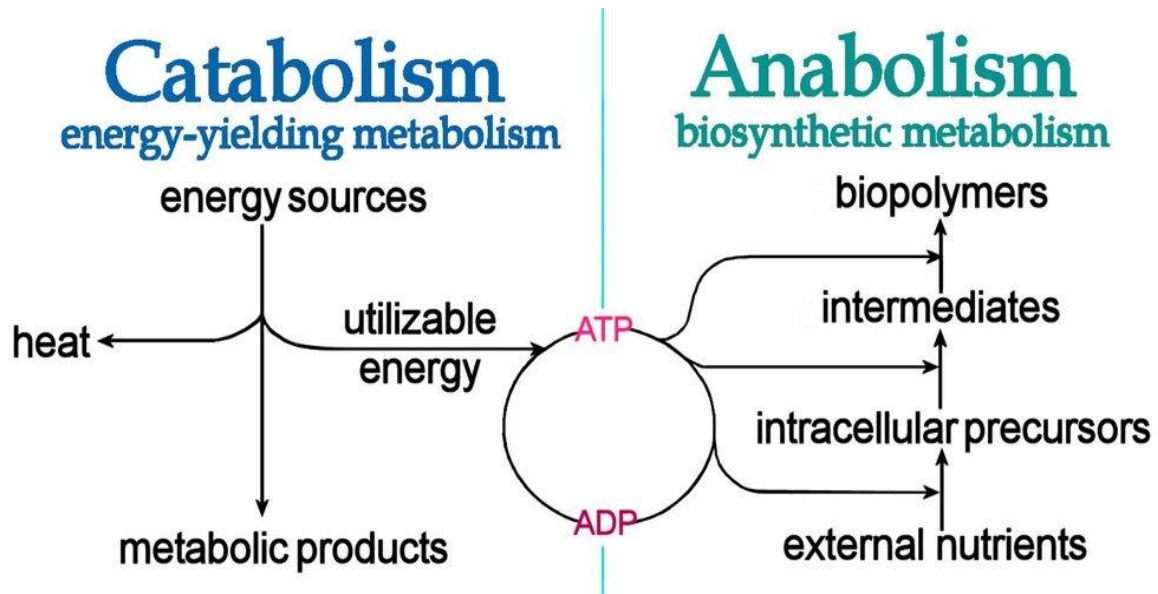 Catabolism
energy-yielding metabolism
energy sources
heat
utilizable
energy
metabolic products
ATP
ADP
Anabolism
biosynthetic metabolism
biopolymers
intermediates
intracellular precursors
external nutrients